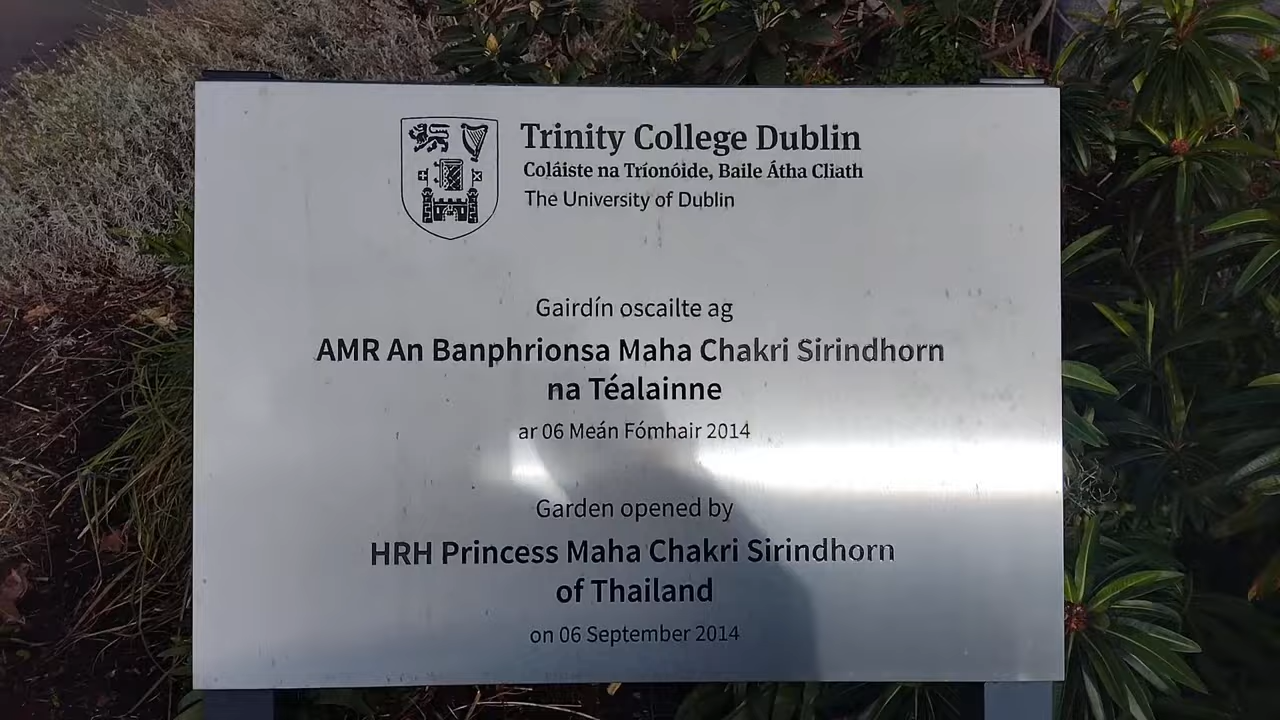 Trinity College Dublin
Coláiste na Tríonóide, Baile Átha Cliath
The University of Dublin
Gairdín oscailte ag
AMR An Banphrionsa Maha Chakri Sirindhorn
na Téalainne
ar 06 Meán Fómhair 2014
Garden opened by
HRH Princess Maha Chakri Sirindhorn
of Thailand
on 06 September 2014